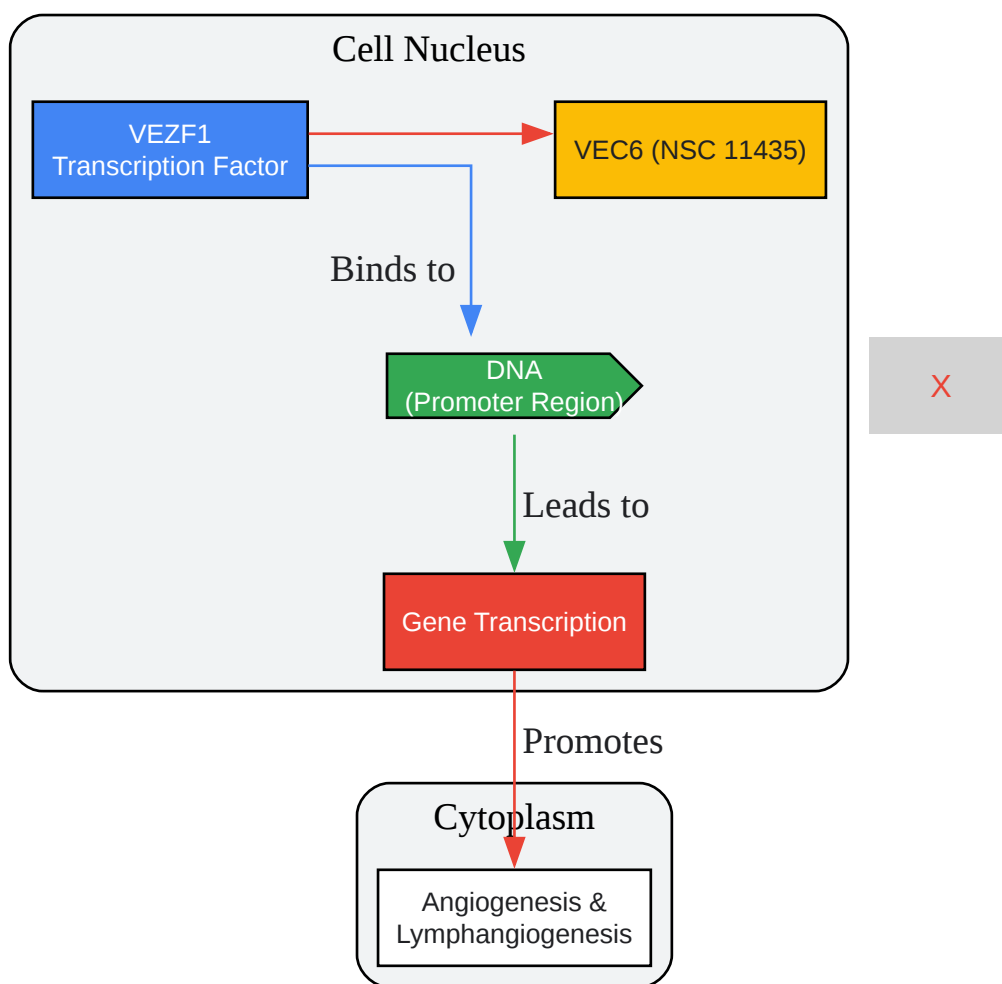 Cell Nucleus
VEZF1
Transcription Factor
VEC6 (NSC 11435)
Binds to
DNA
(Promoter Region)
X
Leads to
Gene Transcription
Promotes
Cytoplasm
Angiogenesis &
Lymphangiogenesis